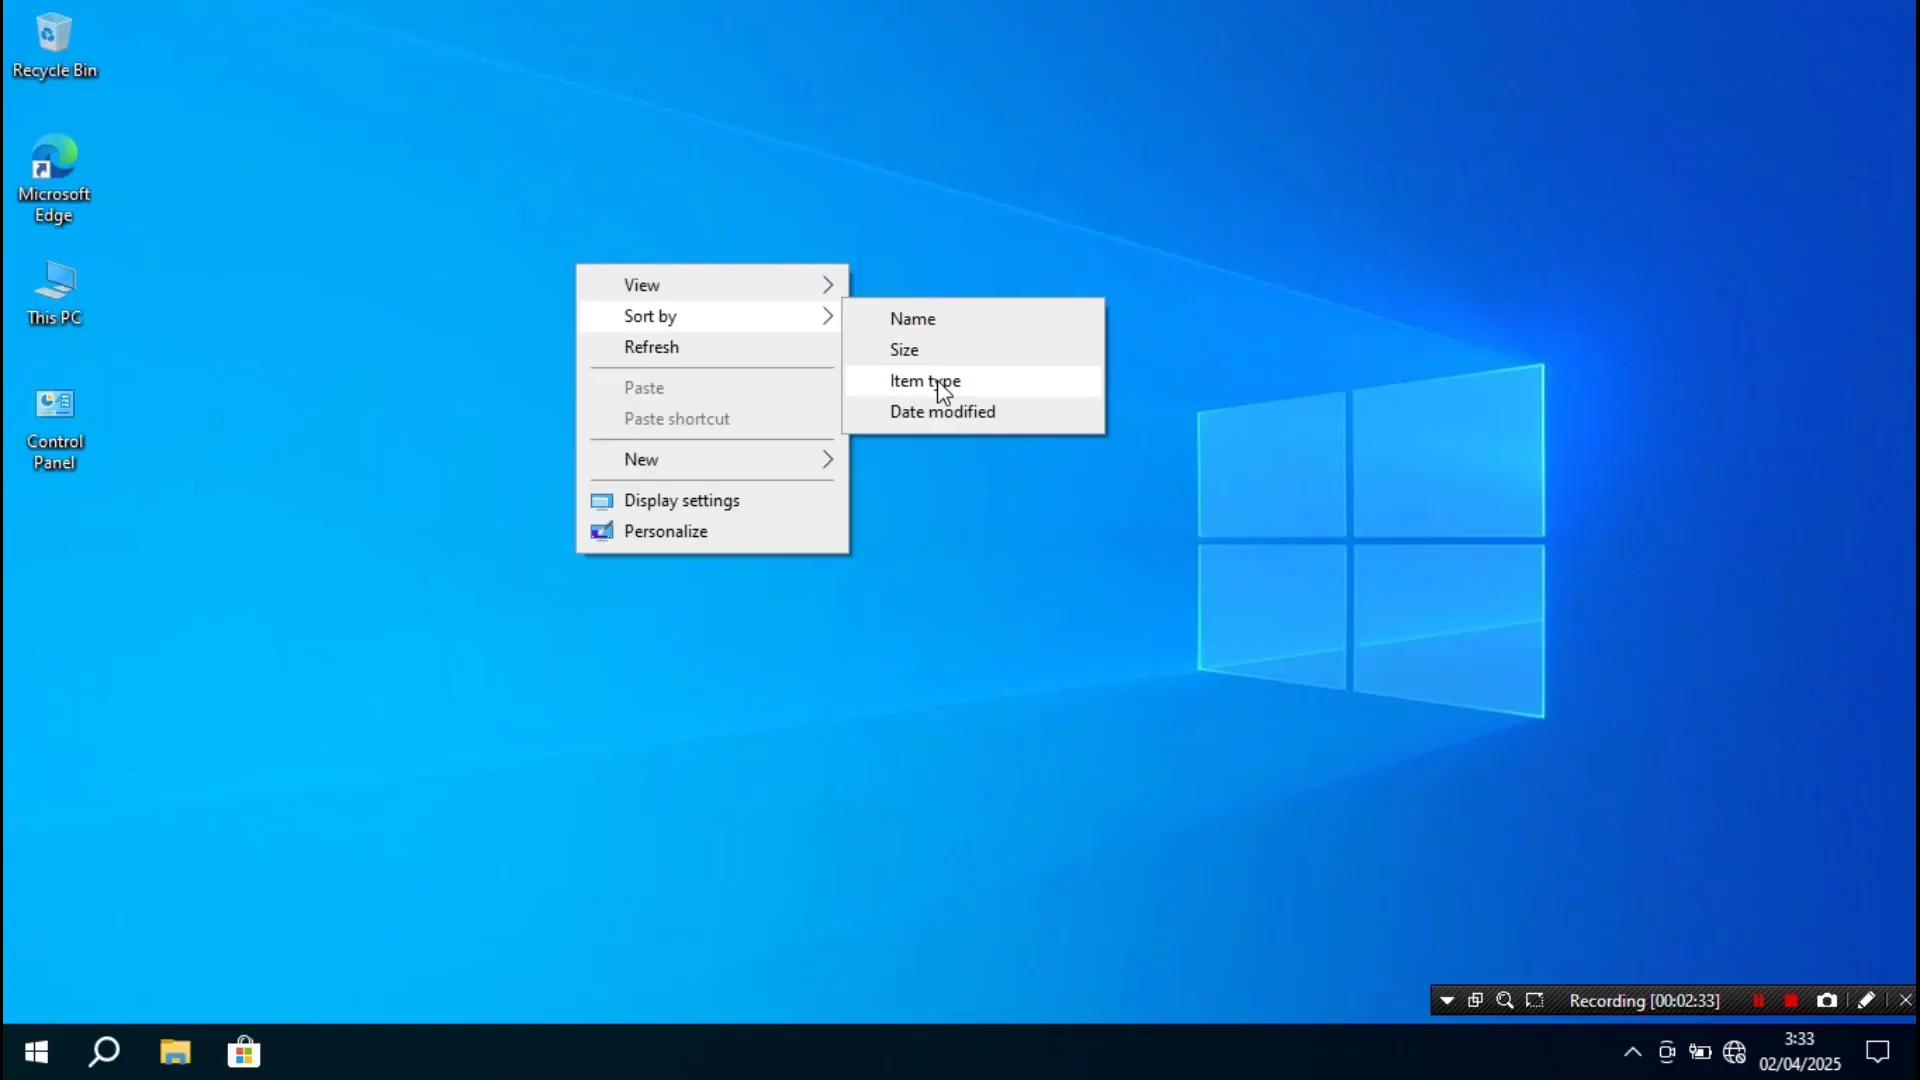 Recycle Bin
Microsoft
Edge
This PC
Control
Panel
View
Sort by
Refresh
Paste
Paste shortcut
New
Display settings
Personalize
Name
Size
Item type
Date modified
Recording [00:02:33]
3:33
02/04/2025